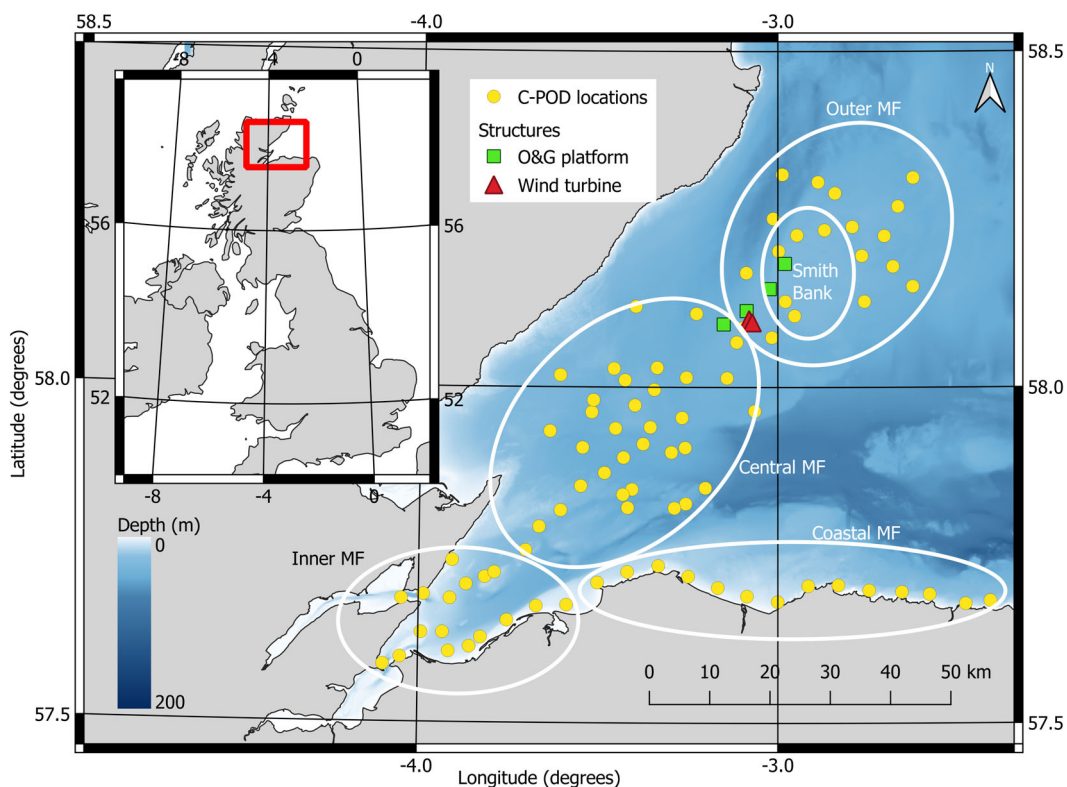 58.5
-4.0
-3.0
58.5
-8
-4
0
56
56
52
52
-8
-4
0
C-POD locations
Structures
O&G platform
Wind turbine
N
Outer MF
Smith
Bank
58.0
58.0
Latitude (degrees)
Central MF
Coastal MF
Inner MF
Depth (m)
0
200
0
10
20
30
40
50 km
57.5
57.5
-4.0
-3.0
Longitude (degrees)